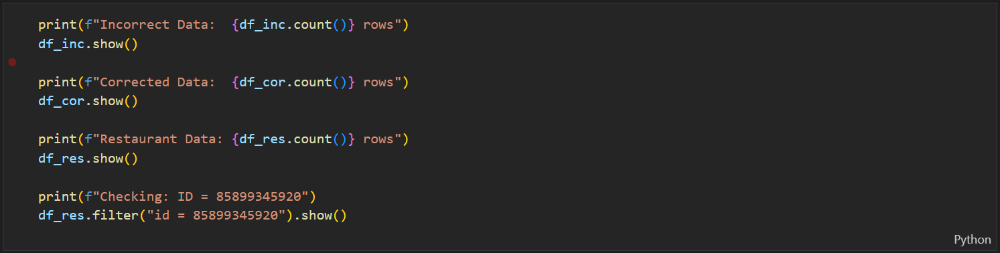 print(f"Incorrect Data:  {df_inc.count()} rows")
df_inc.show()
print(f"Corrected Data:  {df_cor.count()} rows")
df_cor.show()
print(f"Restaurant Data: {df_res.count()} rows")
df_res.show()
print(f"Checking: ID = 85899345920")
df_res.filter("id = 85899345920").show()
Python